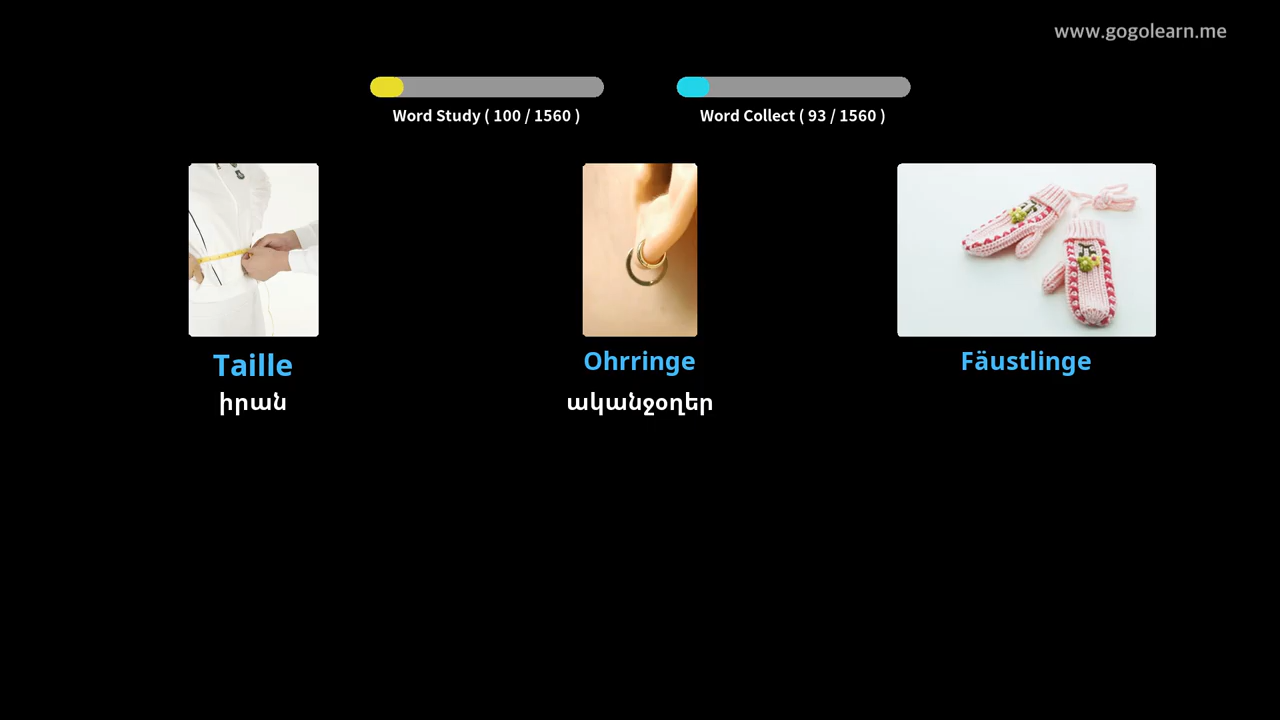 www.gogolearn.me
Word Study ( 100 / 1560 )
Word Collect ( 93 / 1560 )
Taille
իրան
Ohrringe
ականջօղեր
Fäustlinge